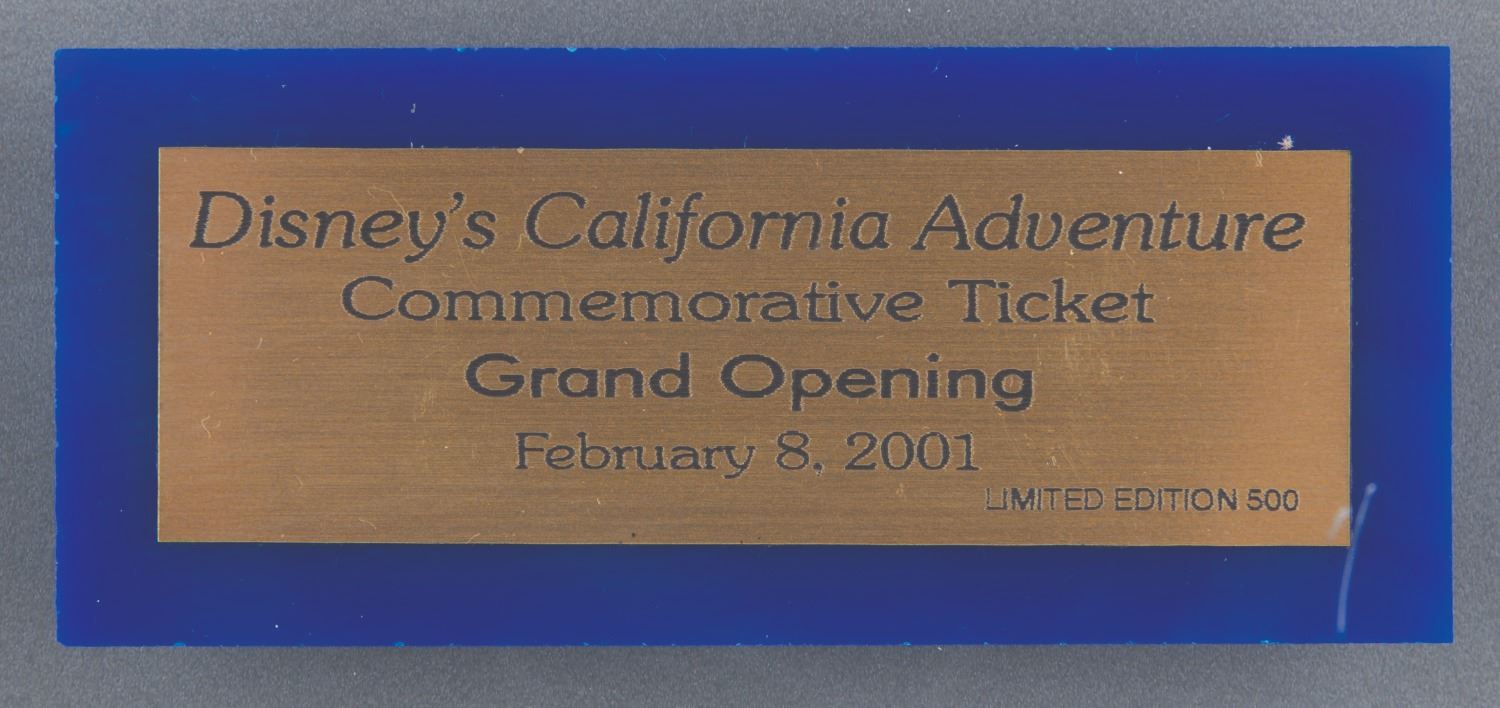 Disney's California Adventure
Commemorative Ticket
Grand Opening
February 8, 2001
LIMITED EDITION 500